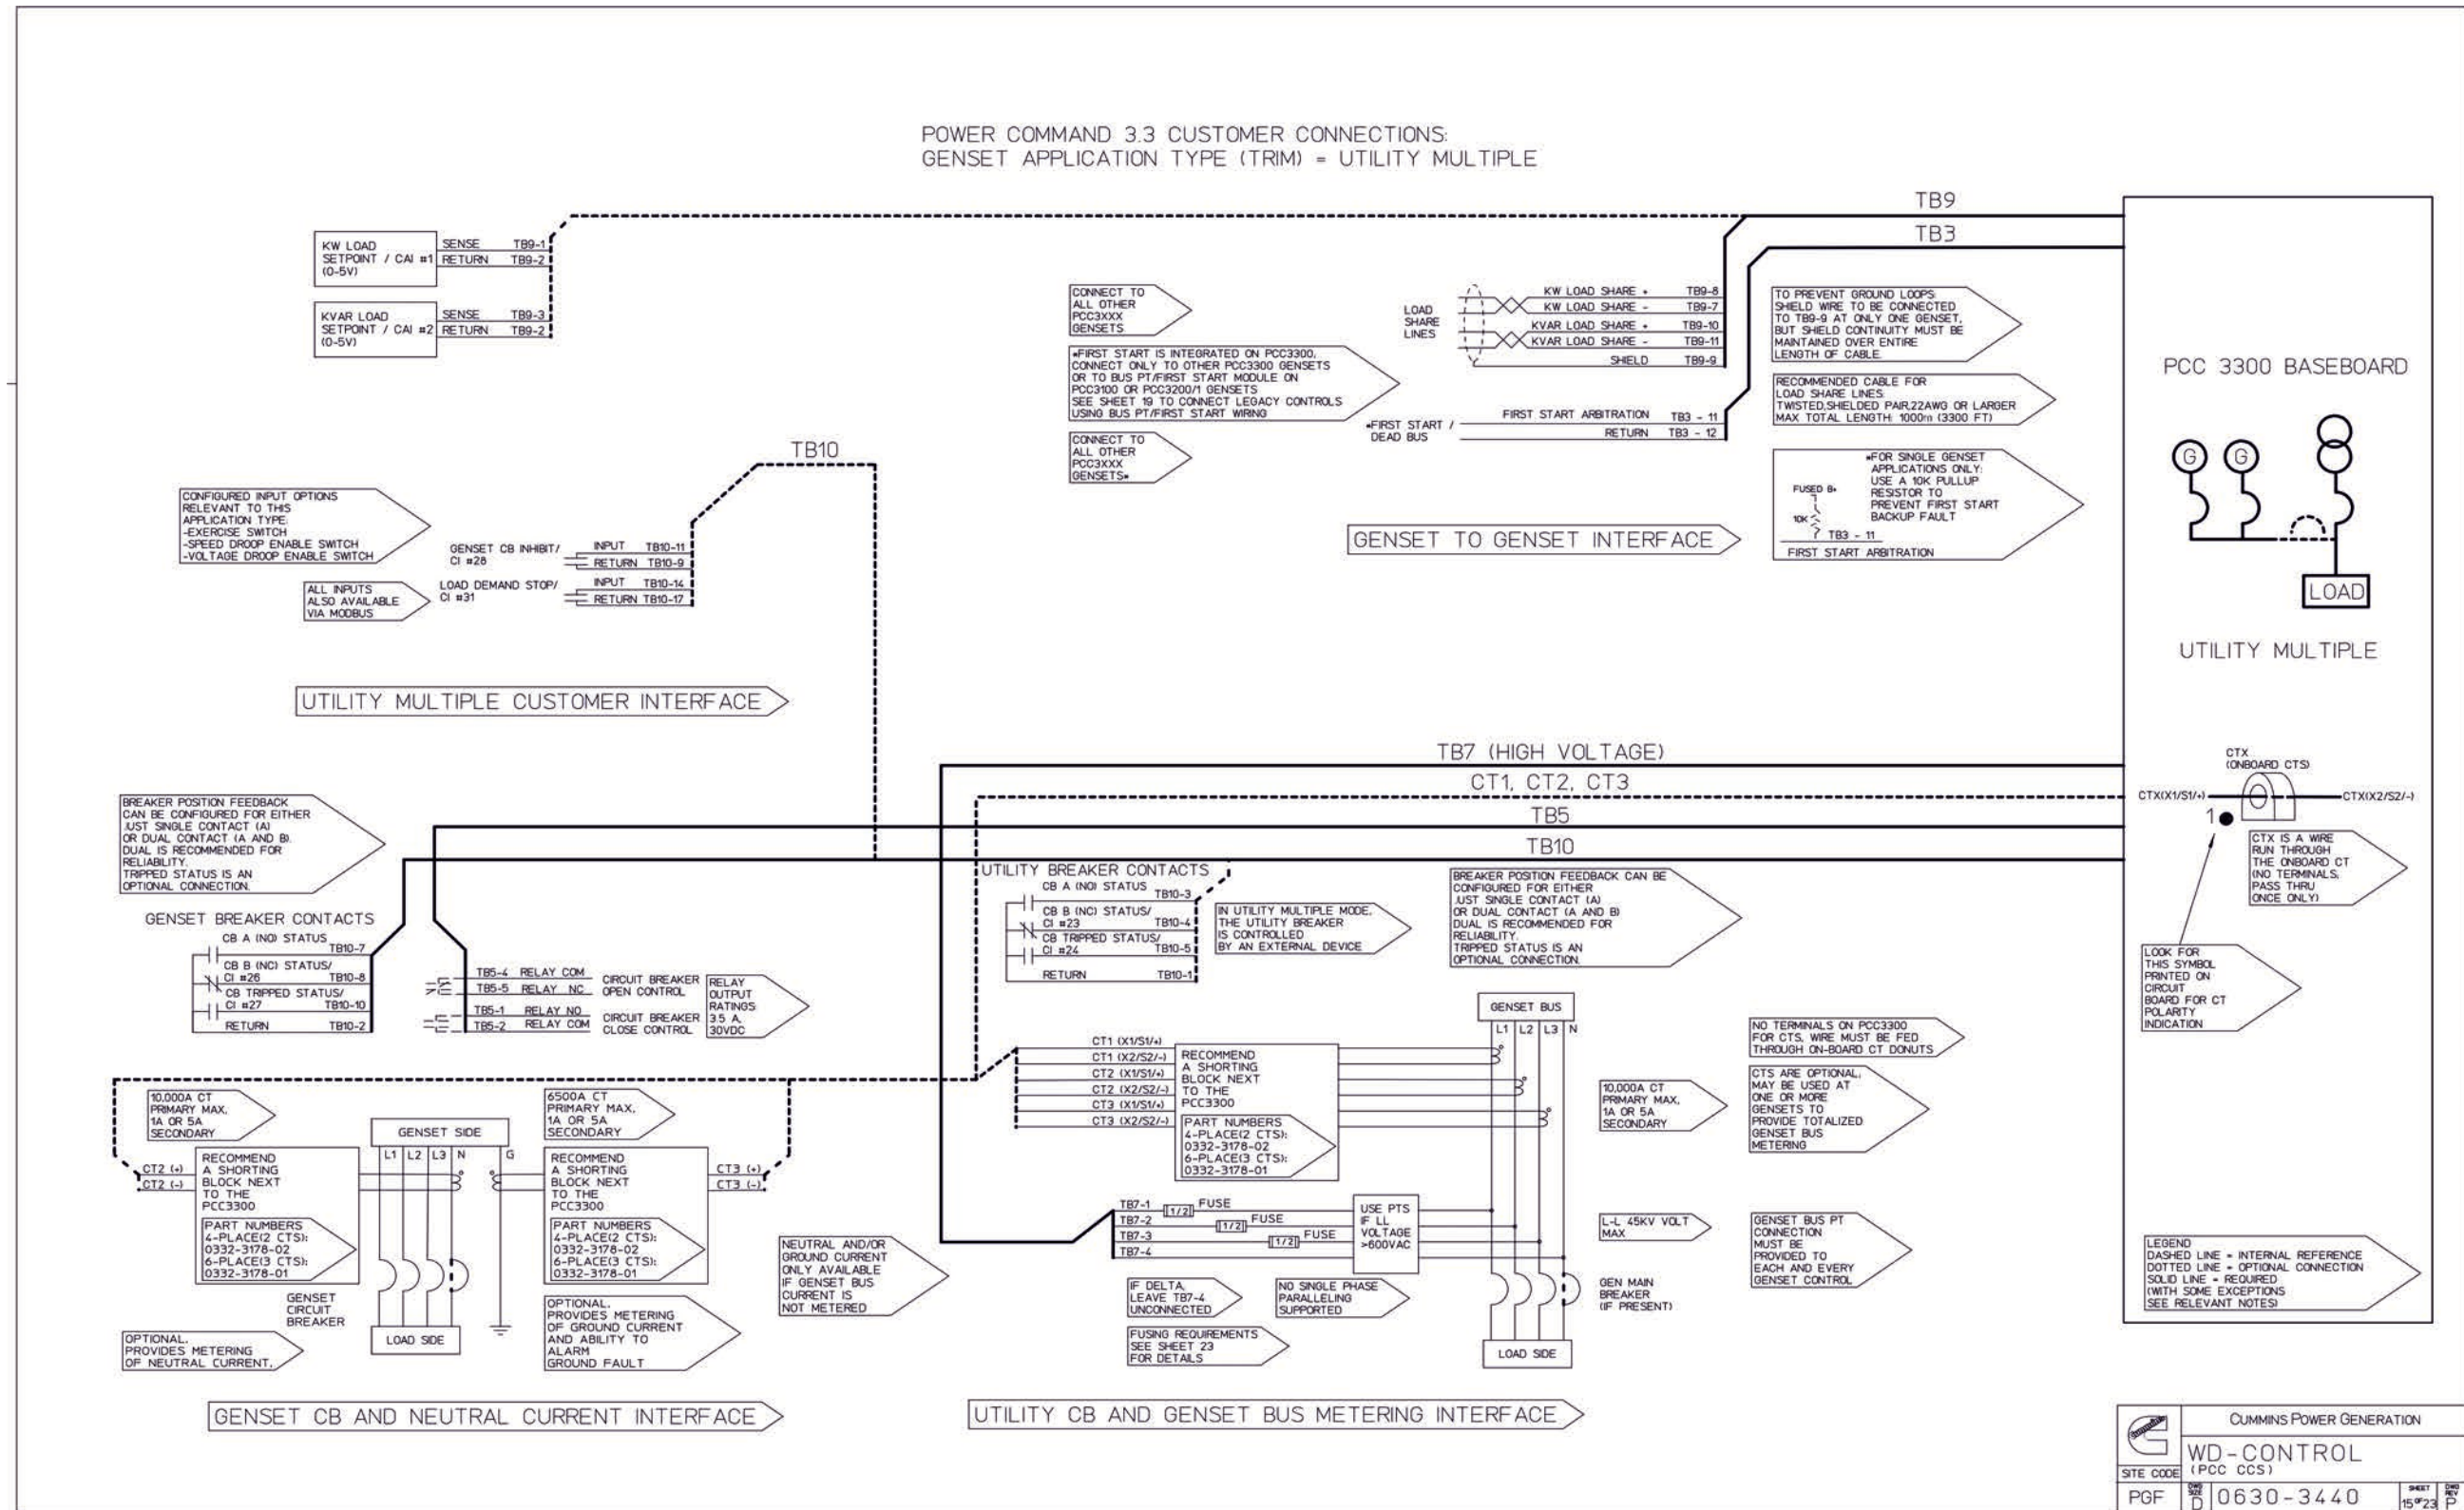 POWER COMMAND 3.3 CUSTOMER CONNECTIONS:
GENSET APPLICATION TYPE (TRIM) = UTILITY MULTIPLE
TB9
TB3
KW LOAD
SETPOINT / CAI #1
(0-5V)
SENSE TB9-1
RETURN TB9-2
KVAR LOAD
SETPOINT / CAI #2
(0-5V)
SENSE TB9-3
RETURN TB9-2
CONNECT TO
ALL OTHER
PCC3XXX
GENSETS
*FIRST START IS INTEGRATED ON PCC3300,
CONNECT ONLY TO OTHER PCC3300 GENSETS
OR TO BUS PT/FIRST START MODULE ON
PCC3100 OR PCC3200/1 GENSETS
SEE SHEET 19 TO CONNECT LEGACY CONTROLS
USING BUS PT/FIRST START WIRING
CONNECT TO
ALL OTHER
PCC3XXX
GENSETS*
LOAD
SHARE
LINES
KW LOAD SHARE + TB9-8
KW LOAD SHARE - TB9-7
KVAR LOAD SHARE + TB9-10
KVAR LOAD SHARE - TB9-11
SHIELD TB9-9
*FIRST START /
DEAD BUS
FIRST START ARBITRATION TB3 - 11
RETURN TB3 - 12
TO PREVENT GROUND LOOPS:
SHIELD WIRE TO BE CONNECTED
TO TB9-9 AT ONLY ONE GENSET,
BUT SHIELD CONTINUITY MUST BE
MAINTAINED OVER ENTIRE
LENGTH OF CABLE.
RECOMMENDED CABLE FOR
LOAD SHARE LINES:
TWISTED,SHIELDED PAIR,22AWG OR LARGER
MAX TOTAL LENGTH: 1000m (3300 FT)
*FOR SINGLE GENSET
APPLICATIONS ONLY:
USE A 10K PULLUP
RESISTOR TO
PREVENT FIRST START
BACKUP FAULT
FUSED B+
10K
TB3 - 11
FIRST START ARBITRATION
GENSET TO GENSET INTERFACE
PCC 3300 BASEBOARD
G
G
LOAD
UTILITY MULTIPLE
TB10
CONFIGURED INPUT OPTIONS
RELEVANT TO THIS
APPLICATION TYPE:
-EXERCISE SWITCH
-SPEED DROOP ENABLE SWITCH
-VOLTAGE DROOP ENABLE SWITCH
ALL INPUTS
ALSO AVAILABLE
VIA MODBUS
GENSET CB INHIBIT/
CI #28
INPUT TB10-11
RETURN TB10-9
LOAD DEMAND STOP/
CI #31
INPUT TB10-14
RETURN TB10-17
UTILITY MULTIPLE CUSTOMER INTERFACE
TB7 (HIGH VOLTAGE)
CT1, CT2, CT3
TB5
TB10
CTX
(ONBOARD CTS)
CTX(X1/S1/+)
CTX(X2/S2/-)
1
CTX IS A WIRE
RUN THROUGH
THE ONBOARD CT
(NO TERMINALS,
PASS THRU
ONCE ONLY)
LOOK FOR
THIS SYMBOL
PRINTED ON
CIRCUIT
BOARD FOR CT
POLARITY
INDICATION
LEGEND
DASHED LINE = INTERNAL REFERENCE
DOTTED LINE = OPTIONAL CONNECTION
SOLID LINE = REQUIRED
(WITH SOME EXCEPTIONS
SEE RELEVANT NOTES)
BREAKER POSITION FEEDBACK
CAN BE CONFIGURED FOR EITHER
JUST SINGLE CONTACT (A)
OR DUAL CONTACT (A AND B).
DUAL IS RECOMMENDED FOR
RELIABILITY.
TRIPPED STATUS IS AN
OPTIONAL CONNECTION.
GENSET BREAKER CONTACTS
CB A (NO) STATUS
TB10-7
CB B (NC) STATUS/
CI #26 TB10-8
CB TRIPPED STATUS/
CI #27 TB10-10
RETURN TB10-2
TB5-4 RELAY COM
TB5-5 RELAY NC
CIRCUIT BREAKER
OPEN CONTROL
TB5-1 RELAY NO
TB5-2 RELAY COM
CIRCUIT BREAKER
CLOSE CONTROL
RELAY
OUTPUT
RATINGS
3.5 A,
30VDC
UTILITY BREAKER CONTACTS
CB A (NO) STATUS
TB10-3
CB B (NC) STATUS/
CI #23 TB10-4
CB TRIPPED STATUS/
CI #24 TB10-5
RETURN TB10-1
IN UTILITY MULTIPLE MODE,
THE UTILITY BREAKER
IS CONTROLLED
BY AN EXTERNAL DEVICE
BREAKER POSITION FEEDBACK CAN BE
CONFIGURED FOR EITHER
JUST SINGLE CONTACT (A)
OR DUAL CONTACT (A AND B)
DUAL IS RECOMMENDED FOR
RELIABILITY.
TRIPPED STATUS IS AN
OPTIONAL CONNECTION.
10,000A CT
PRIMARY MAX,
1A OR 5A
SECONDARY
CT2 (+)
CT2 (-)
RECOMMEND
A SHORTING
BLOCK NEXT
TO THE
PCC3300
PART NUMBERS
4-PLACE(2 CTS):
0332-3178-02
6-PLACE(3 CTS):
0332-3178-01
GENSET SIDE
L1 L2 L3 N G
GENSET
CIRCUIT
BREAKER
LOAD SIDE
OPTIONAL.
PROVIDES METERING
OF NEUTRAL CURRENT.
6500A CT
PRIMARY MAX,
1A OR 5A
SECONDARY
RECOMMEND
A SHORTING
BLOCK NEXT
TO THE
PCC3300
PART NUMBERS
4-PLACE(2 CTS):
0332-3178-02
6-PLACE(3 CTS):
0332-3178-01
CT3 (+)
CT3 (-)
OPTIONAL.
PROVIDES METERING
OF GROUND CURRENT
AND ABILITY TO
ALARM
GROUND FAULT
NEUTRAL AND/OR
GROUND CURRENT
ONLY AVAILABLE
IF GENSET BUS
CURRENT IS
NOT METERED
GENSET CB AND NEUTRAL CURRENT INTERFACE
GENSET BUS
L1 L2 L3 N
CT1 (X1/S1/+)
CT1 (X2/S2/-)
CT2 (X1/S1/+)
CT2 (X2/S2/-)
CT3 (X1/S1/+)
CT3 (X2/S2/-)
RECOMMEND
A SHORTING
BLOCK NEXT
TO THE
PCC3300
PART NUMBERS
4-PLACE(2 CTS):
0332-3178-02
6-PLACE(3 CTS):
0332-3178-01
10,000A CT
PRIMARY MAX,
1A OR 5A
SECONDARY
NO TERMINALS ON PCC3300
FOR CTS, WIRE MUST BE FED
THROUGH ON-BOARD CT DONUTS
CTS ARE OPTIONAL,
MAY BE USED AT
ONE OR MORE
GENSETS TO
PROVIDE TOTALIZED
GENSET BUS
METERING
TB7-1 1/2 FUSE
TB7-2 1/2 FUSE
TB7-3 1/2 FUSE
TB7-4
USE PTS
IF LL
VOLTAGE
>600VAC
L-L 45KV VOLT
MAX
GENSET BUS PT
CONNECTION
MUST BE
PROVIDED TO
EACH AND EVERY
GENSET CONTROL
IF DELTA,
LEAVE TB7-4
UNCONNECTED
NO SINGLE PHASE
PARALLELING
SUPPORTED
GEN MAIN
BREAKER
(IF PRESENT)
FUSING REQUIREMENTS
SEE SHEET 23
FOR DETAILS
LOAD SIDE
UTILITY CB AND GENSET BUS METERING INTERFACE
CUMMINS POWER GENERATION
WD-CONTROL
(PCC CCS)
SITE CODE
PGF
DWG SIZE
D
0630-3440
SHEET
15 OF 23
DWG REV
P